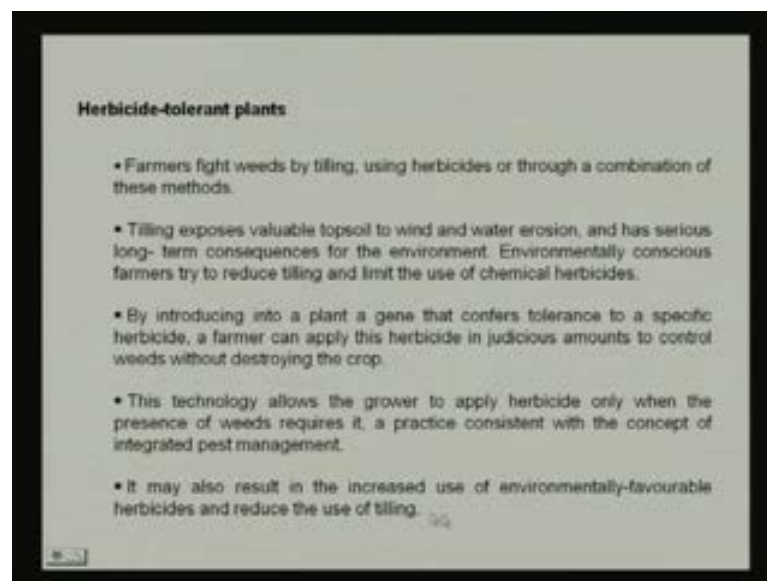 Herbicide-tolerant plants
▪ Farmers fight weeds by tilling, using herbicides or through a combination of
these methods.
▪ Tilling exposes valuable topsoil to wind and water erosion, and has serious
long- term consequences for the environment. Environmentally conscious
farmers try to reduce tilling and limit the use of chemical herbicides.
▪ By introducing into a plant a gene that confers tolerance to a specific
herbicide, a farmer can apply this herbicide in judicious amounts to control
weeds without destroying the crop.
▪ This technology allows the grower to apply herbicide only when the
presence of weeds requires it, a practice consistent with the concept of
integrated pest management.
▪ It may also result in the increased use of environmentally-favourable
herbicides and reduce the use of tilling.